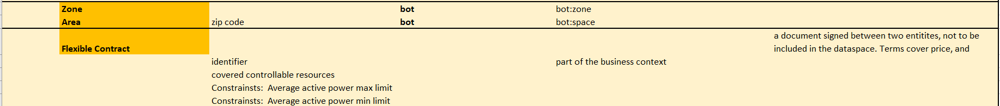 Zone bot bot:zone
Area zip code bot bot:space
a document signed between two entitites, not to be
Flexible Contract included in the dataspace. Terms cover price, and
identifier part of the business context
covered controllable resources
Constrainsts:  Average active power max limit
Constrainsts:  Average active power min limit